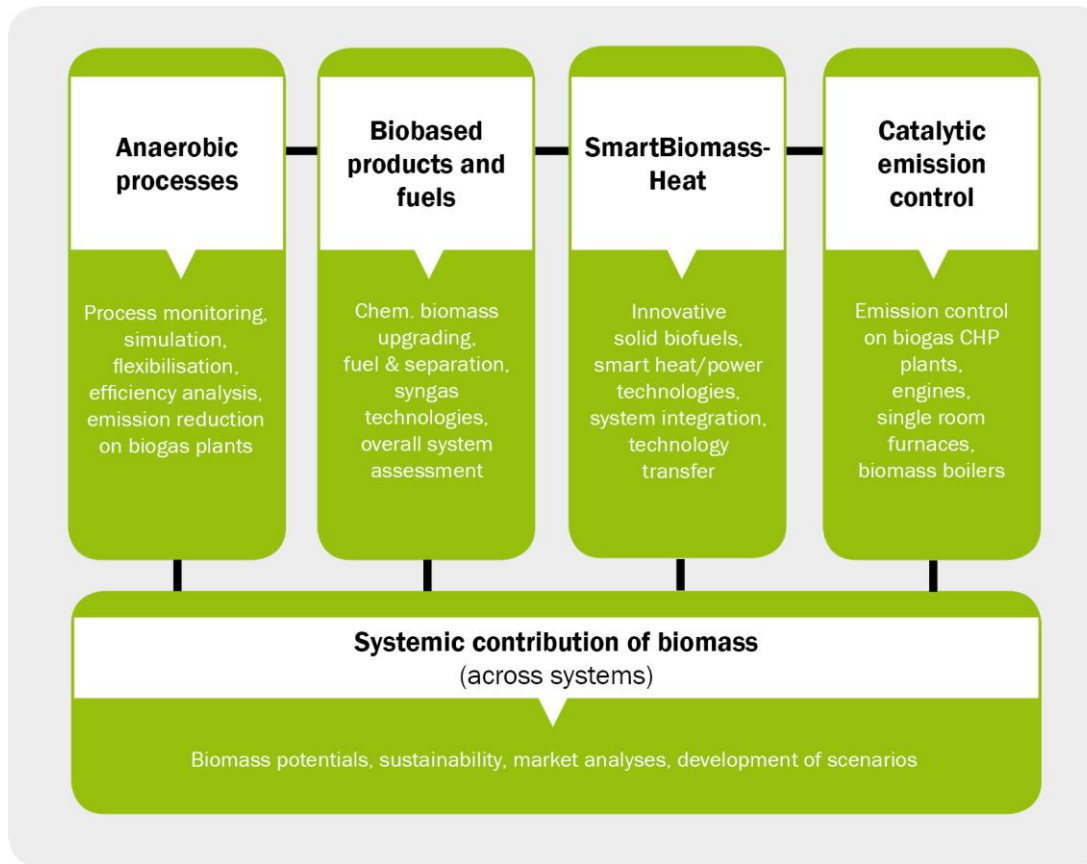 Anaerobic
processes
Process monitoring,
simulation,
flexibilisation,
efficiency analysis,
emission reduction
on biogas plants
Biobased
products and
fuels
Chem. biomass
upgrading,
fuel & separation,
syngas
technologies,
overall system
assessment
SmartBiomass-
Heat
Innovative
solid biofuels,
smart heat/power
technologies,
system integration,
technology
transfer
Catalytic
emission
control
Emission control
on biogas CHP
plants,
engines,
single room
furnaces,
biomass boilers
Systemic contribution of biomass
(across systems)
Biomass potentials, sustainability, market analyses, development of scenarios